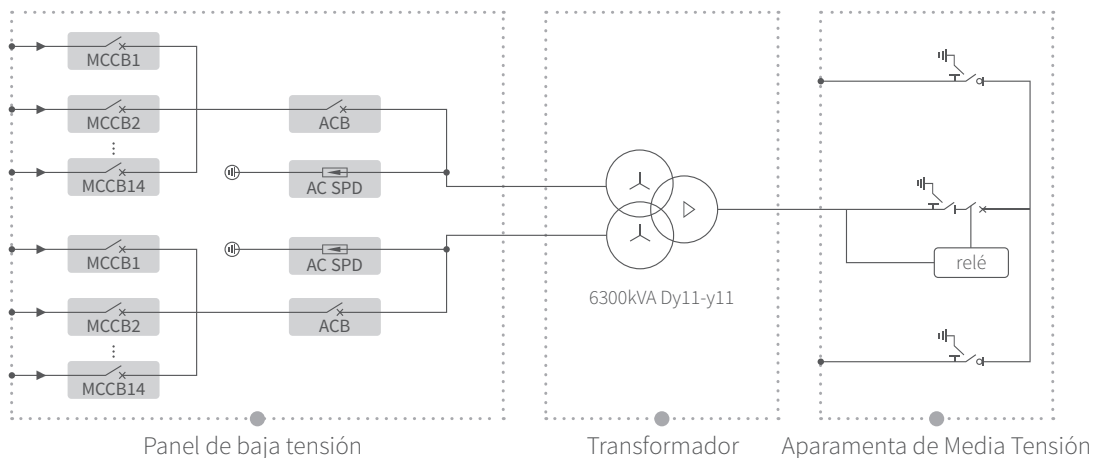 MCCB1
MCCB2
MCCB14
ACB
AC SPD
MCCB1
MCCB2
MCCB14
AC SPD
ACB
6300kVA Dy11-y11
relé
Panel de baja tensión
Transformador
Aparamenta de Media Tensión